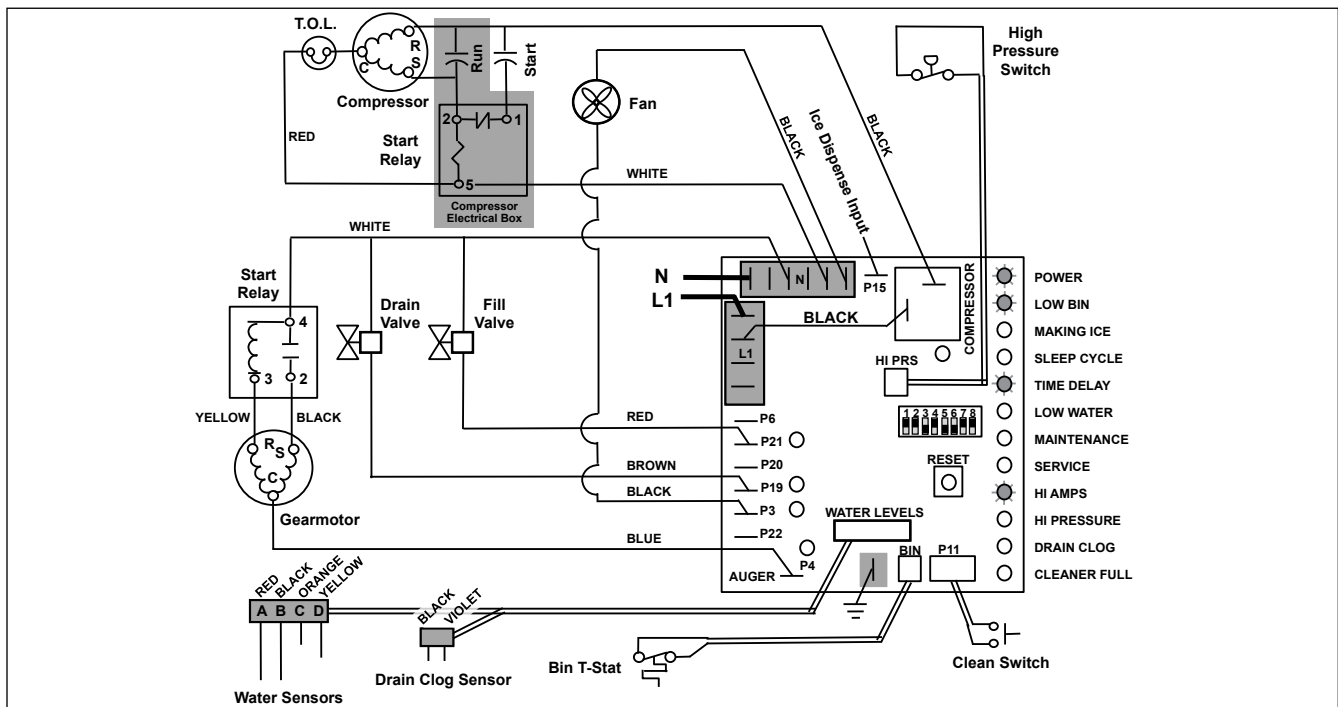 T.O.L.
R
S
C
Compressor
Run
Start
RED
2
1
Start
Relay
5
Compressor
Electrical Box
Fan
BLACK
Ice Dispense Input
BLACK
High
Pressure
Switch
WHITE
WHITE
Start
Relay
4
3
2
Drain
Valve
Fill
Valve
N
L1
N
P15
COMPRESSOR
BLACK
L1
HI PRS
POWER
LOW BIN
MAKING ICE
SLEEP CYCLE
TIME DELAY
LOW WATER
MAINTENANCE
SERVICE
HI AMPS
HI PRESSURE
DRAIN CLOG
CLEANER FULL
1 2 3 4 5 6 7 8
RESET
YELLOW
BLACK
R
S
C
Gearmotor
RED
BROWN
BLACK
BLUE
P6
P21
P20
P19
P3
P22
P4
AUGER
WATER LEVELS
BIN
P11
RED
BLACK
ORANGE
YELLOW
A B C D
Water Sensors
BLACK
VIOLET
Drain Clog Sensor
Bin T-Stat
Clean Switch